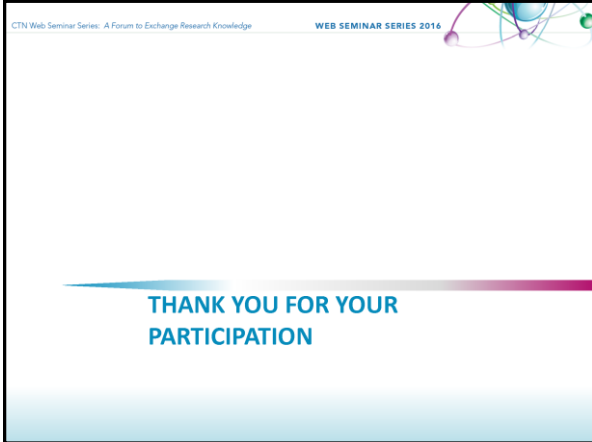 CTN Web Seminar Series: A Forum to Exchange Research Knowledge WEB SEMINAR SERIES 2016
THANK YOU FOR YOUR
PARTICIPATION